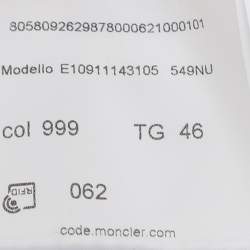 8058092629878000621000101
Modello E10911143105 549NU
col 999 TG 46
RFID 062
code.moncler.com